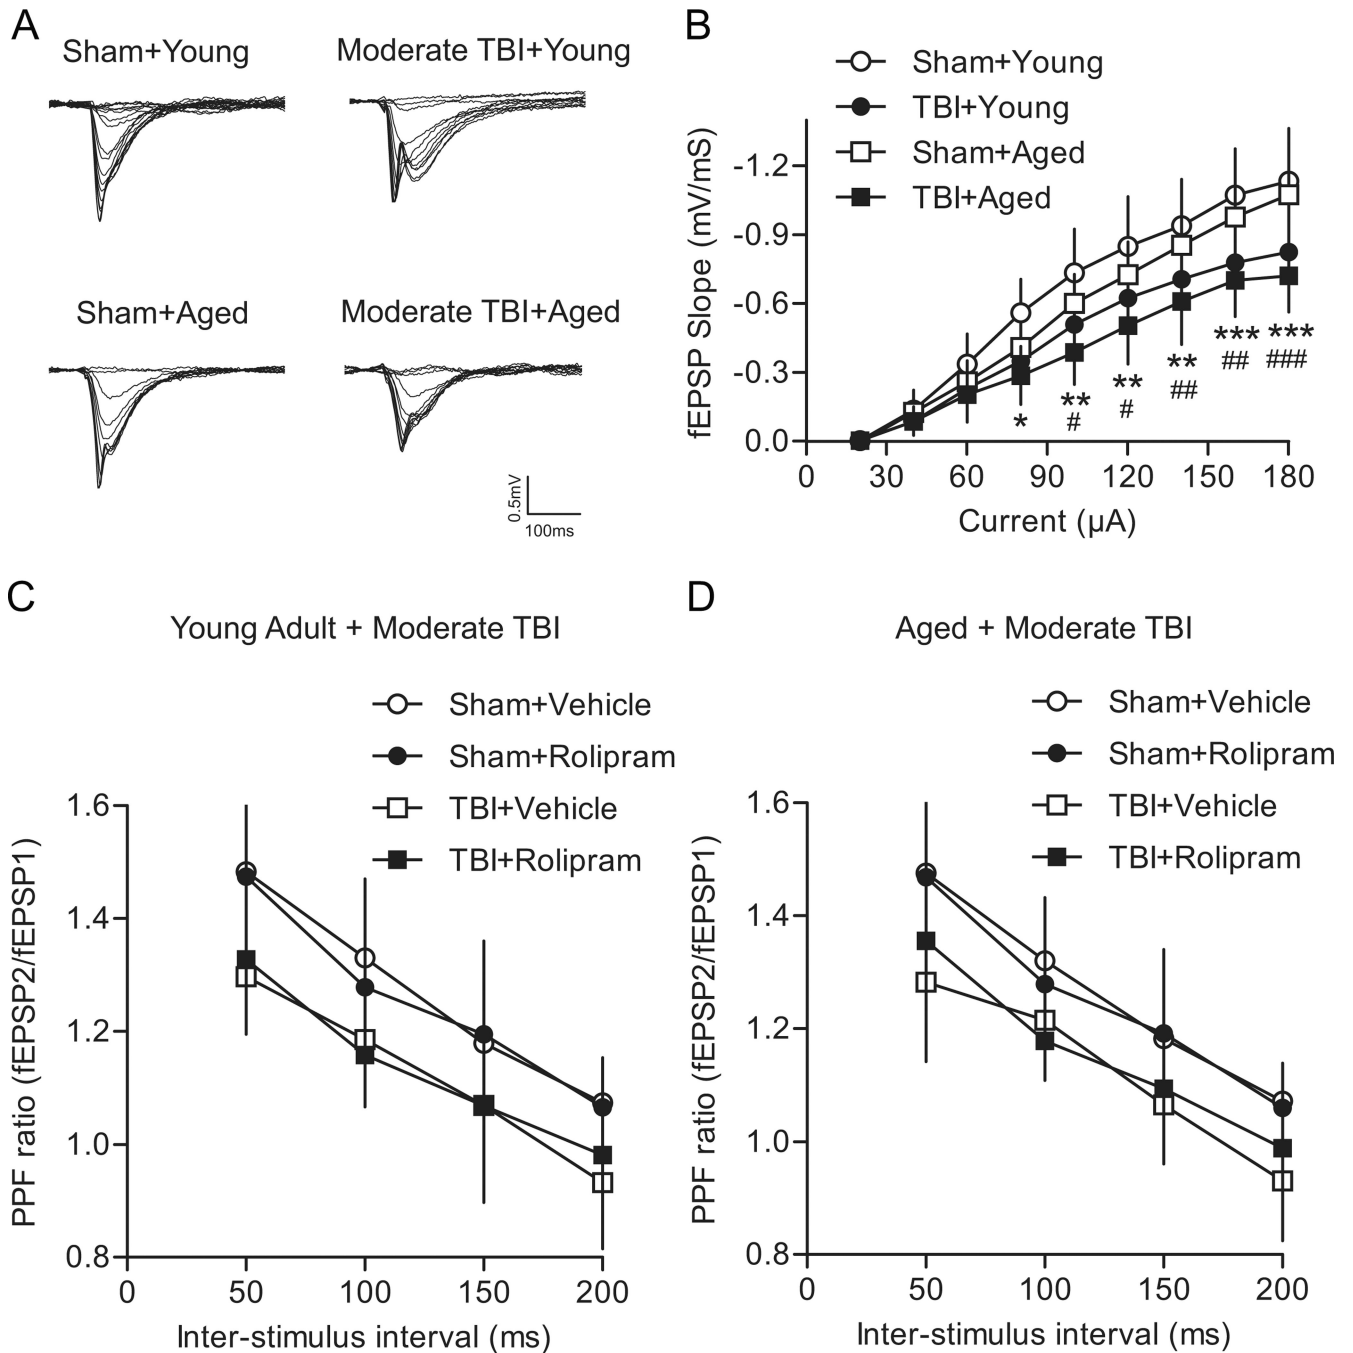 A
Sham+Young
Moderate TBI+Young
Sham+Aged
Moderate TBI+Aged
0.5mV
100ms
B
Sham+Young
TBI+Young
Sham+Aged
TBI+Aged
fEPSP Slope (mV/mS)
-1.2
-0.9
-0.6
-0.3
0.0
* ** ** ** *** ***
# # ## ## ###
0 30 60 90 120 150 180
Current (µA)
C
Young Adult + Moderate TBI
Sham+Vehicle
Sham+Rolipram
TBI+Vehicle
TBI+Rolipram
PPF ratio (fEPSP2/fEPSP1)
1.6
1.4
1.2
1.0
0.8
0 50 100 150 200
Inter-stimulus interval (ms)
D
Aged + Moderate TBI
Sham+Vehicle
Sham+Rolipram
TBI+Vehicle
TBI+Rolipram
PPF ratio (fEPSP2/fEPSP1)
1.6
1.4
1.2
1.0
0.8
0 50 100 150 200
Inter-stimulus interval (ms)